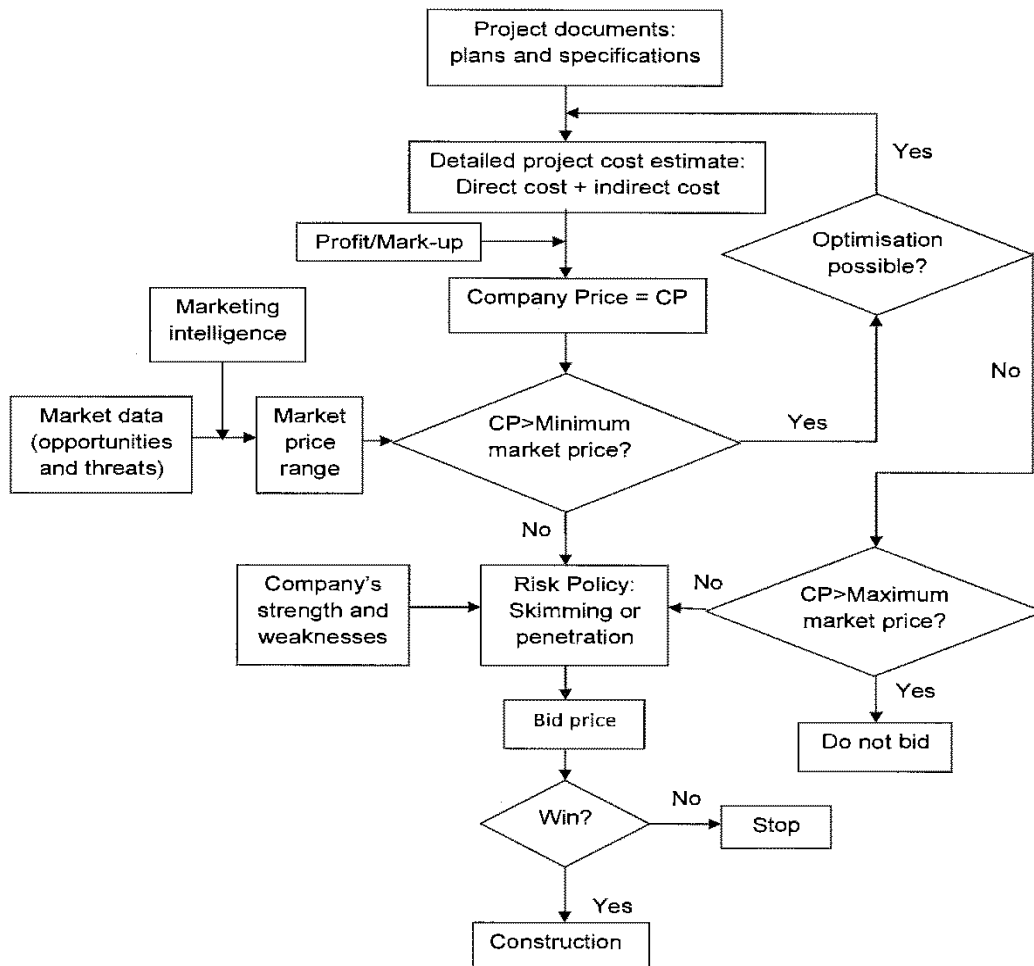 Project documents:
plans and specifications
Yes
Detailed project cost estimate:
Direct cost + indirect cost
Profit/Mark-up
Optimisation
possible?
Company Price = CP
Marketing
intelligence
No
Market data
(opportunities
and threats)
Market
price
range
CP>Minimum
market price?
Yes
No
Company's
strength and
weaknesses
Risk Policy:
Skimming or
penetration
No
CP>Maximum
market price?
Yes
Bid price
Do not bid
Win?
No
Stop
Yes
Construction